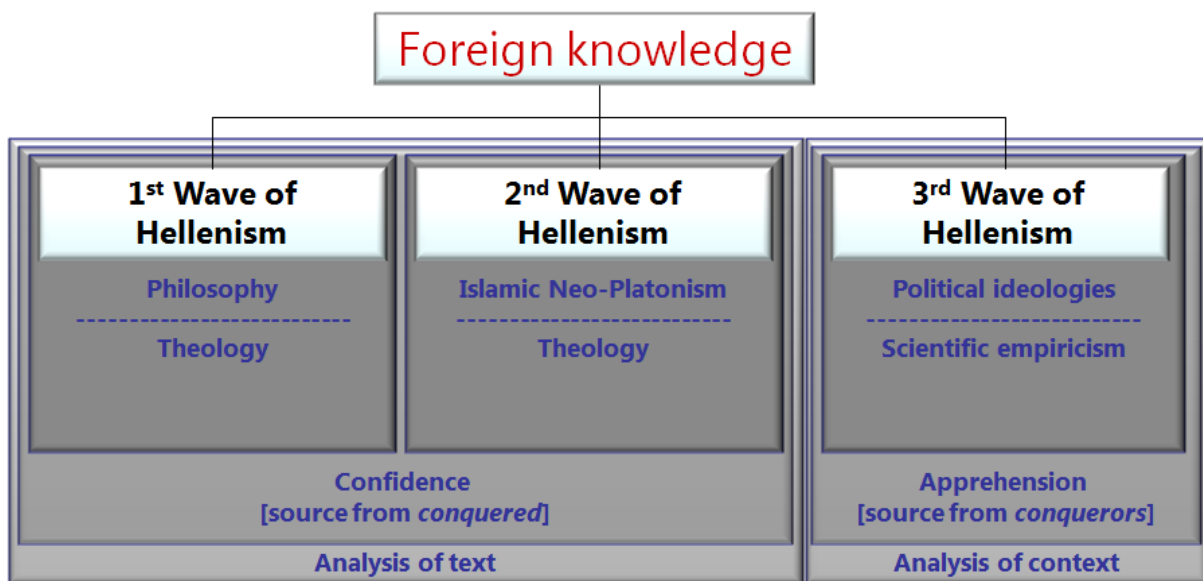 Foreign knowledge
1st Wave of
Hellenism
Philosophy
---------------------------
Theology
2nd Wave of
Hellenism
Islamic Neo-Platonism
---------------------------
Theology
Confidence
[source from conquered]
Analysis of text
3rd Wave of
Hellenism
Political ideologies
---------------------------
Scientific empiricism
Apprehension
[source from conquerors]
Analysis of context